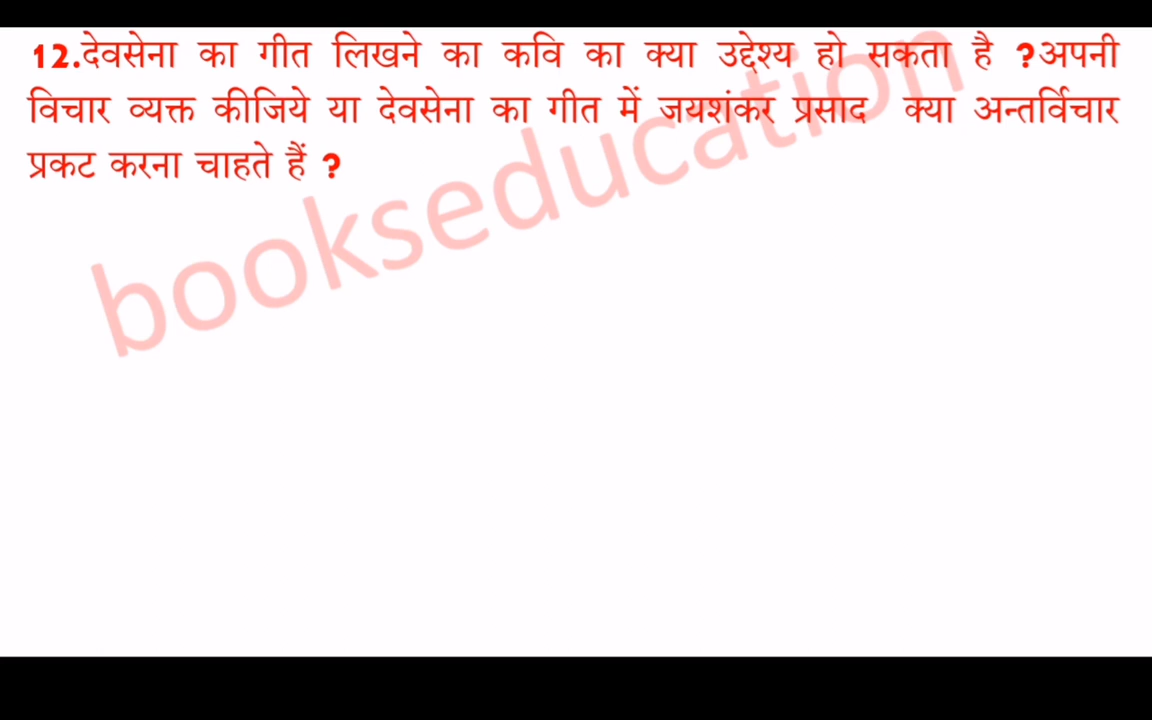 12.देवसेना का गीत लिखने का कवि का क्या उद्देश्य हो सकता है ?अपनी
विचार व्यक्त कीजिये या देवसेना का गीत में जयशंकर प्रसाद क्या अन्तर्विचार
प्रकट करना चाहते हैं ?
bookseducation